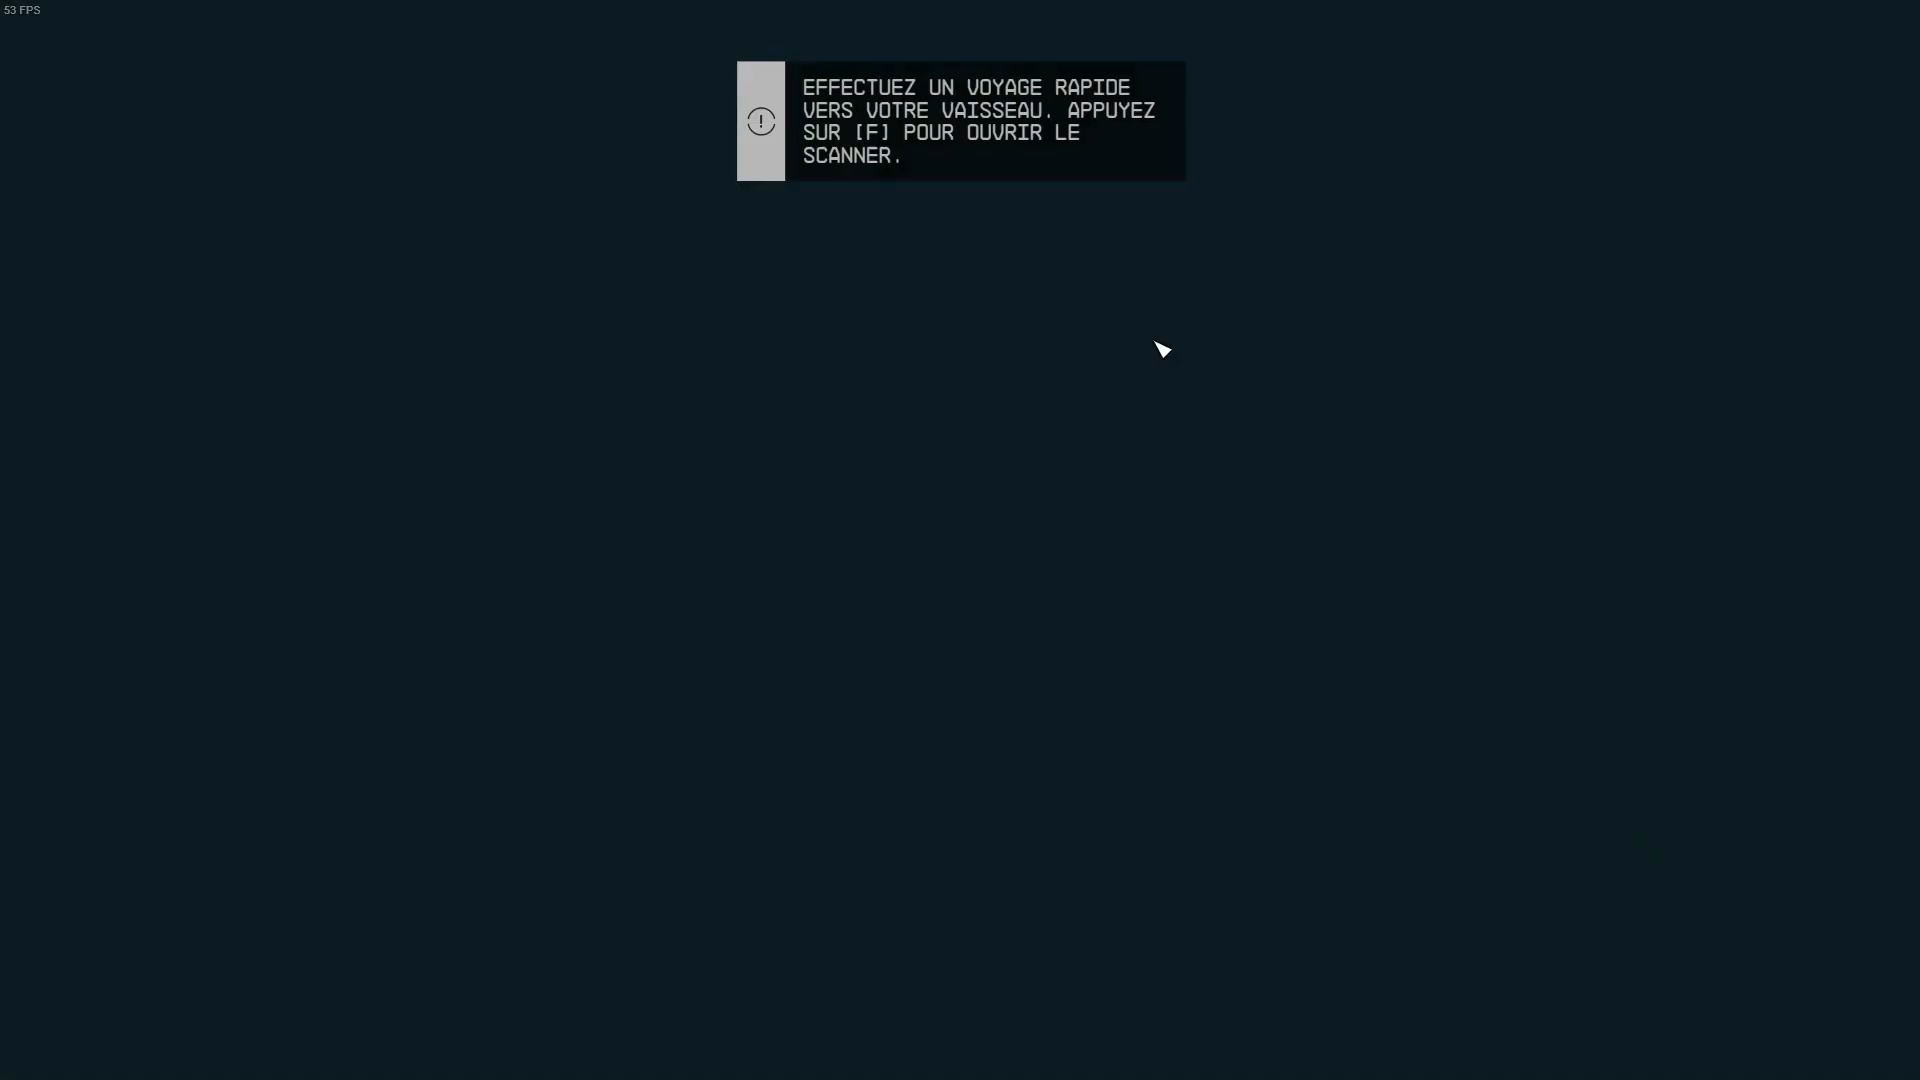 53 FPS
EFFECTUEZ UN VOYAGE RAPIDE
VERS VOTRE VAISSEAU. APPUYEZ
SUR [F] POUR OUVRIR LE
SCANNER.